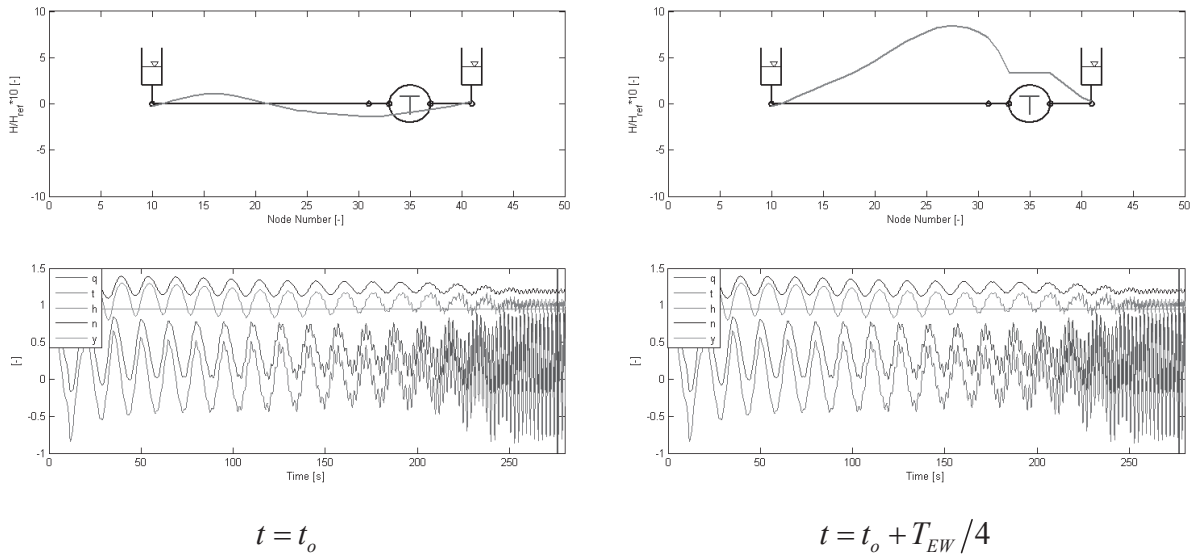 10
5
0
-5
-10
H/H_ref*10 [-]
0 5 10 15 20 25 30 35 40 45 50
Node Number [-]
T
10
5
0
-5
-10
H/H_ref*10 [-]
0 5 10 15 20 25 30 35 40 45 50
Node Number [-]
T
1.5
1
0.5
0
-0.5
-1
[-]
q
t
h
n
y
0 50 100 150 200 250
Time [s]
1.5
1
0.5
0
-0.5
-1
[-]
q
t
h
n
y
0 50 100 150 200 250
Time [s]
t = t_o
t = t_o + T_EW/4